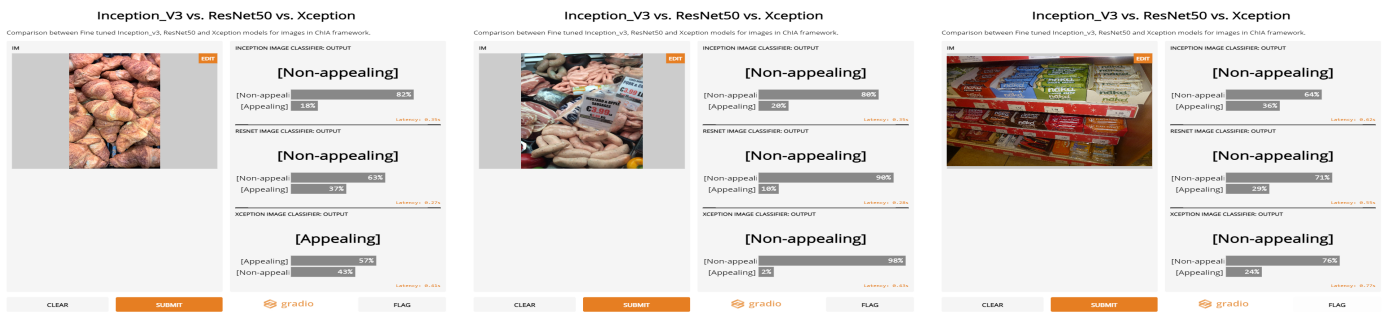 Inception_V3 vs. ResNet50 vs. Xception
Comparison between Fine tuned Inception_v3, ResNet50 and Xception models for images in ChIA framework.
IM
EDIT
INCEPTION IMAGE CLASSIFIER: OUTPUT
[Non-appealing]
[Non-appeali 82%
[Appealing] 18%
RESNET IMAGE CLASSIFIER: OUTPUT
[Non-appealing]
[Non-appeali 63%
[Appealing] 37%
XCEPTION IMAGE CLASSIFIER: OUTPUT
[Appealing]
[Appealing] 57%
[Non-appeali 43%
CLEAR
SUBMIT
gradio
FLAG
Inception_V3 vs. ResNet50 vs. Xception
Comparison between Fine tuned Inception_v3, ResNet50 and Xception models for images in ChIA framework.
IM
EDIT
INCEPTION IMAGE CLASSIFIER: OUTPUT
[Non-appealing]
[Non-appeali 80%
[Appealing] 20%
RESNET IMAGE CLASSIFIER: OUTPUT
[Non-appealing]
[Non-appeali 90%
[Appealing] 10%
XCEPTION IMAGE CLASSIFIER: OUTPUT
[Non-appealing]
[Non-appeali 98%
[Appealing] 2%
CLEAR
SUBMIT
gradio
FLAG
Inception_V3 vs. ResNet50 vs. Xception
Comparison between Fine tuned Inception_v3, ResNet50 and Xception models for images in ChIA framework.
IM
EDIT
nakd
INCEPTION IMAGE CLASSIFIER: OUTPUT
[Non-appealing]
[Non-appeali 64%
[Appealing] 36%
RESNET IMAGE CLASSIFIER: OUTPUT
[Non-appealing]
[Non-appeali 71%
[Appealing] 29%
XCEPTION IMAGE CLASSIFIER: OUTPUT
[Non-appealing]
[Non-appeali 76%
[Appealing] 24%
CLEAR
SUBMIT
gradio
FLAG